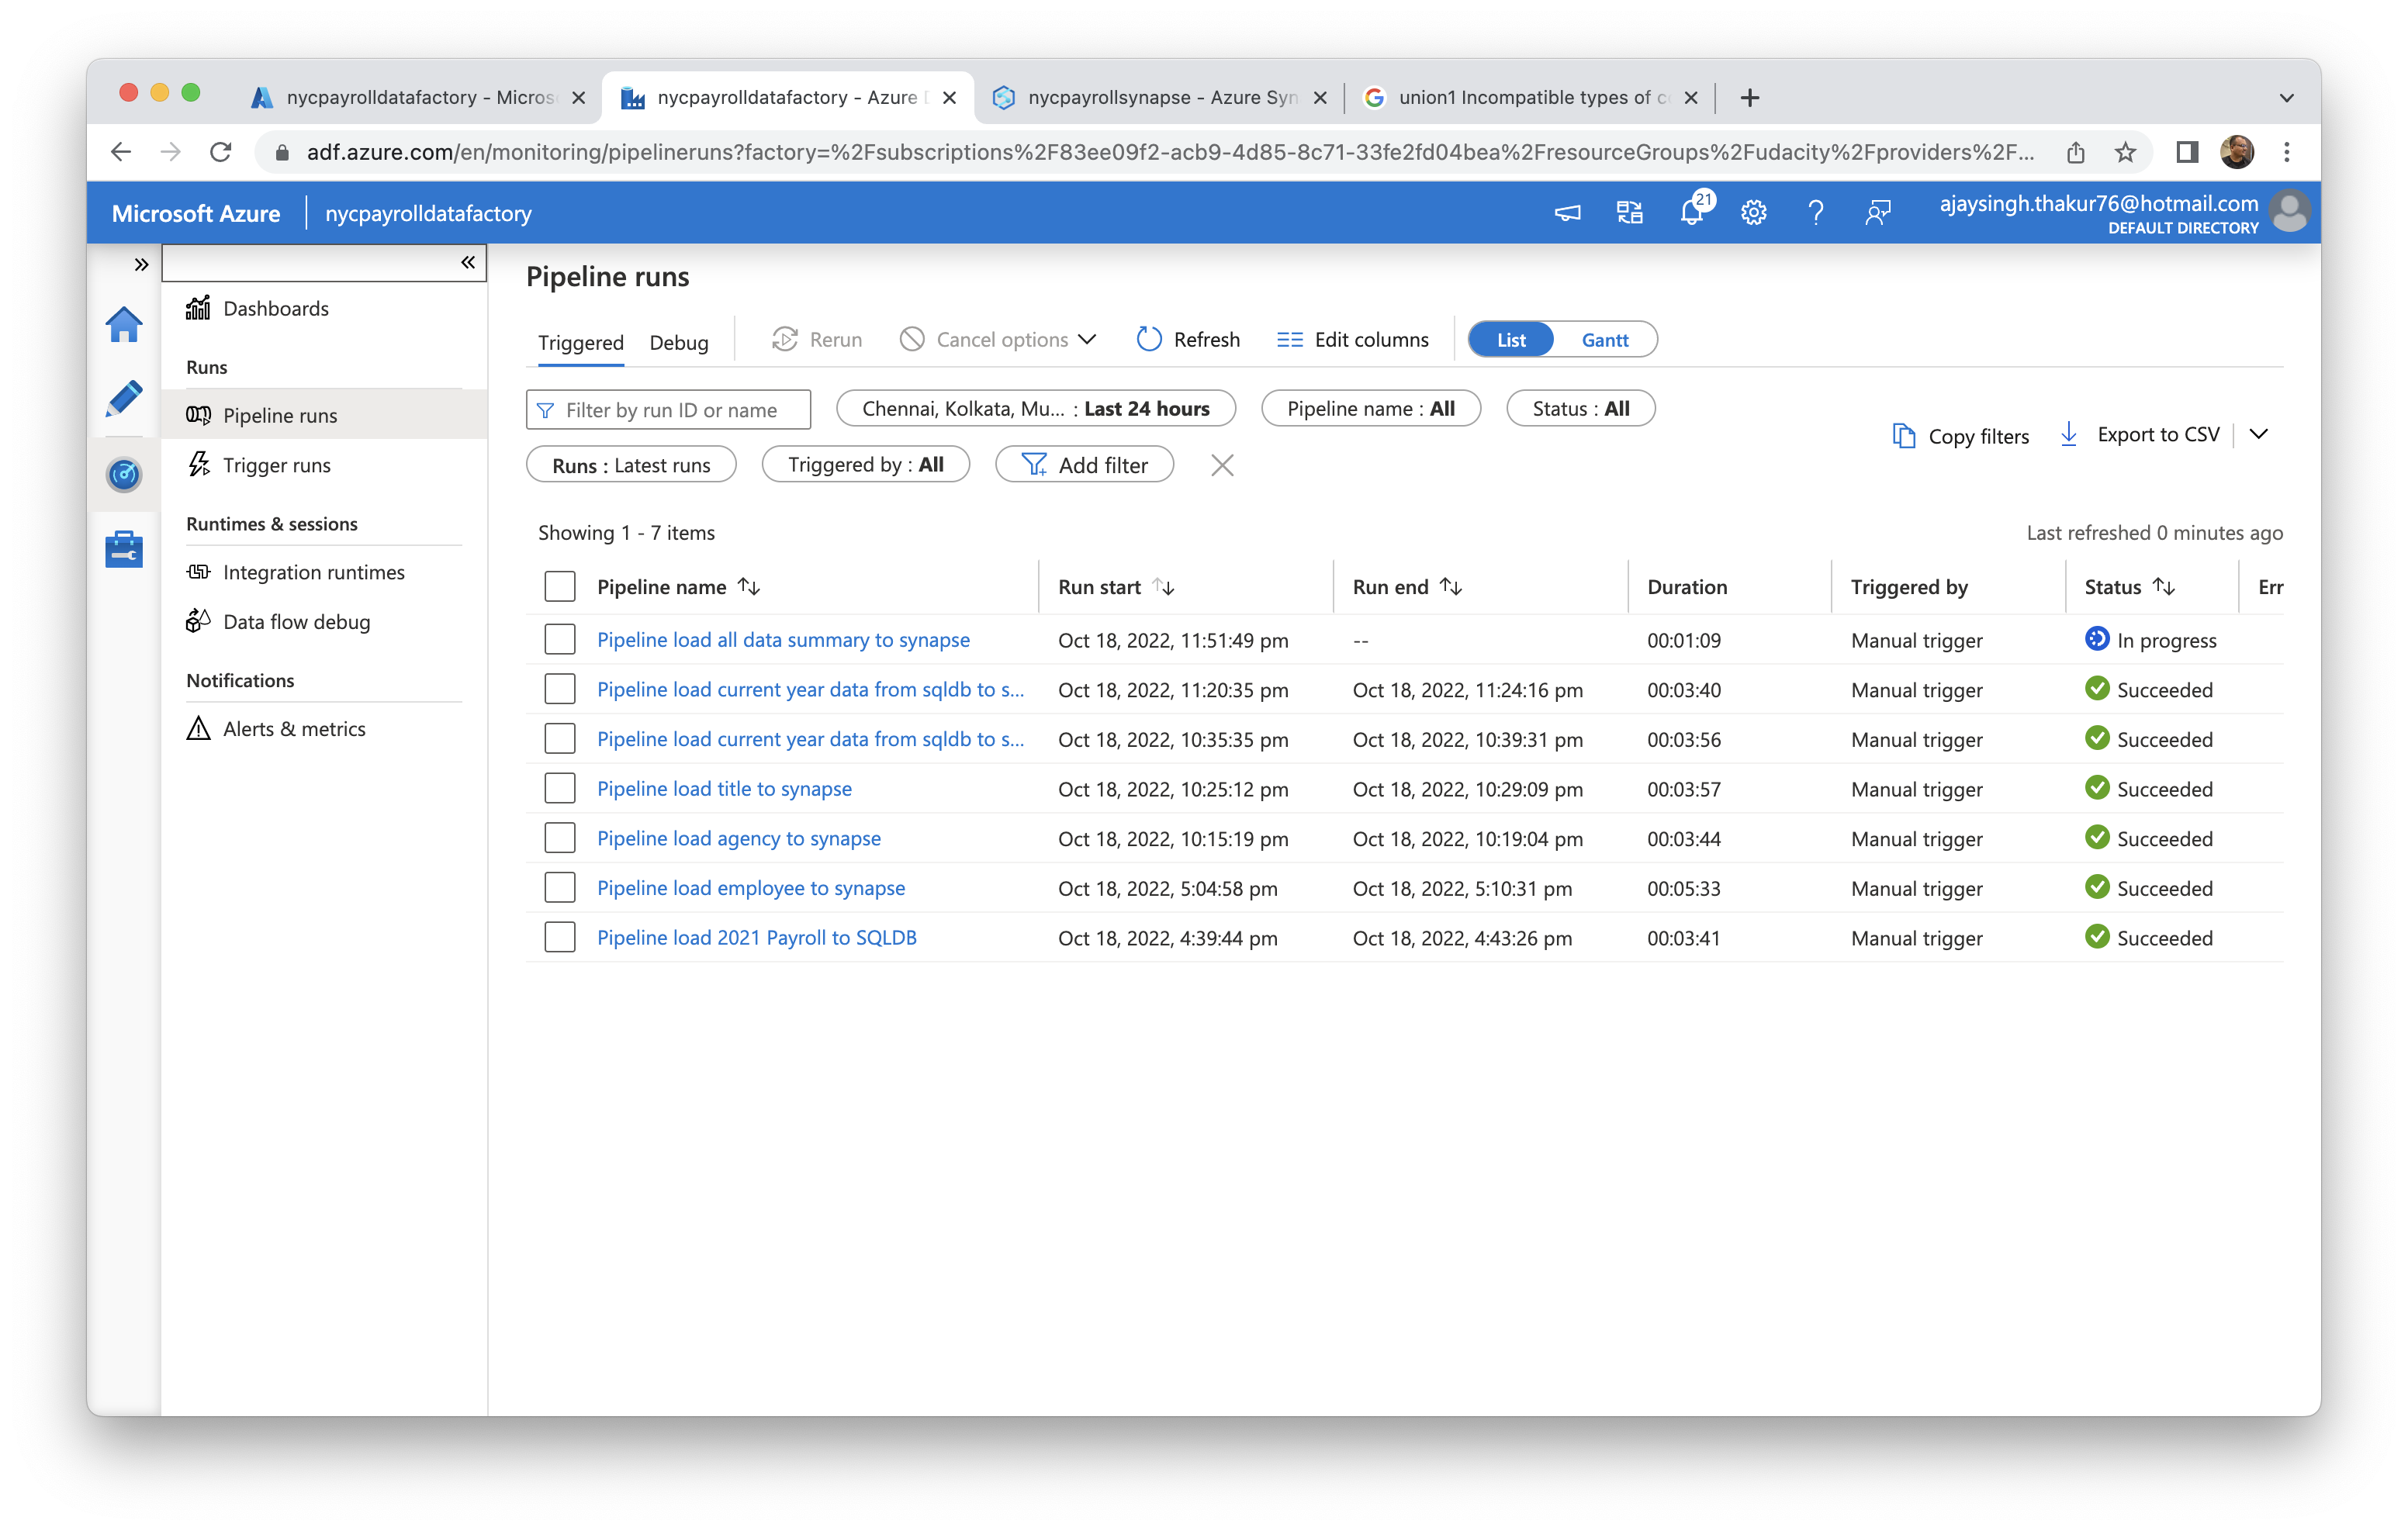 nycpayrolldatafactory - Micros
nycpayrolldatafactory - Azure D
nycpayrollsynapse - Azure Syn
union1 Incompatible types of c
adf.azure.com/en/monitoring/pipelineruns?factory=%2Fsubscriptions%2F83ee09f2-acb9-4d85-8c71-33fe2fd04bea%2FresourceGroups%2Fudacity%2Fproviders%2F...
Microsoft Azure
nycpayrolldatafactory
21
ajaysingh.thakur76@hotmail.com
DEFAULT DIRECTORY
Dashboards
Runs
Pipeline runs
Trigger runs
Runtimes & sessions
Integration runtimes
Data flow debug
Notifications
Alerts & metrics
Pipeline runs
Triggered Debug Rerun Cancel options Refresh Edit columns List Gantt
Filter by run ID or name Chennai, Kolkata, Mu... : Last 24 hours Pipeline name : All Status : All
Runs : Latest runs Triggered by : All Add filter
Copy filters Export to CSV
Showing 1 - 7 items
Last refreshed 0 minutes ago
Pipeline name Run start Run end Duration Triggered by Status Err
Pipeline load all data summary to synapse Oct 18, 2022, 11:51:49 pm -- 00:01:09 Manual trigger In progress
Pipeline load current year data from sqldb to s... Oct 18, 2022, 11:20:35 pm Oct 18, 2022, 11:24:16 pm 00:03:40 Manual trigger Succeeded
Pipeline load current year data from sqldb to s... Oct 18, 2022, 10:35:35 pm Oct 18, 2022, 10:39:31 pm 00:03:56 Manual trigger Succeeded
Pipeline load title to synapse Oct 18, 2022, 10:25:12 pm Oct 18, 2022, 10:29:09 pm 00:03:57 Manual trigger Succeeded
Pipeline load agency to synapse Oct 18, 2022, 10:15:19 pm Oct 18, 2022, 10:19:04 pm 00:03:44 Manual trigger Succeeded
Pipeline load employee to synapse Oct 18, 2022, 5:04:58 pm Oct 18, 2022, 5:10:31 pm 00:05:33 Manual trigger Succeeded
Pipeline load 2021 Payroll to SQLDB Oct 18, 2022, 4:39:44 pm Oct 18, 2022, 4:43:26 pm 00:03:41 Manual trigger Succeeded